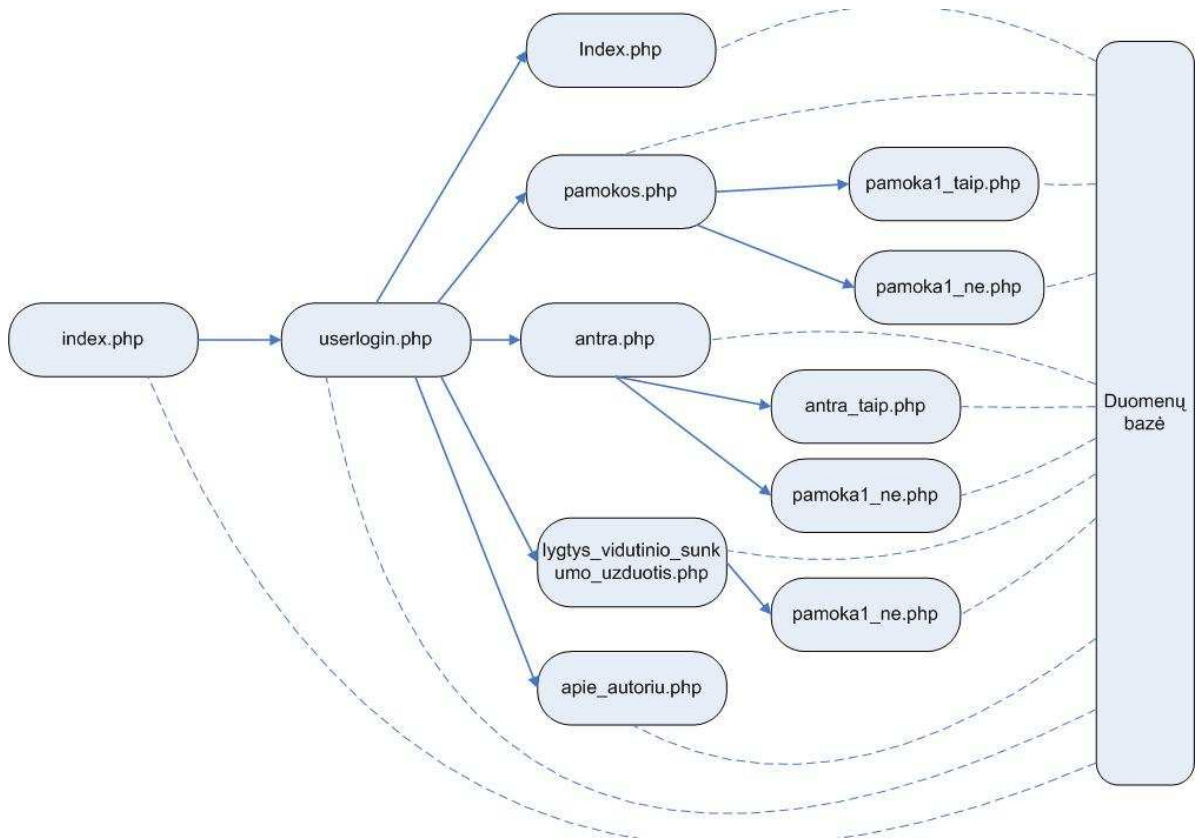 Index.php
pamokos.php
pamoka1_taip.php
pamoka1_ne.php
index.php
userlogin.php
antra.php
antra_taip.php
Duomenų
bazė
pamoka1_ne.php
lygtys_vidutinio_sunk
umo_uzduotis.php
pamoka1_ne.php
apie_autoriu.php